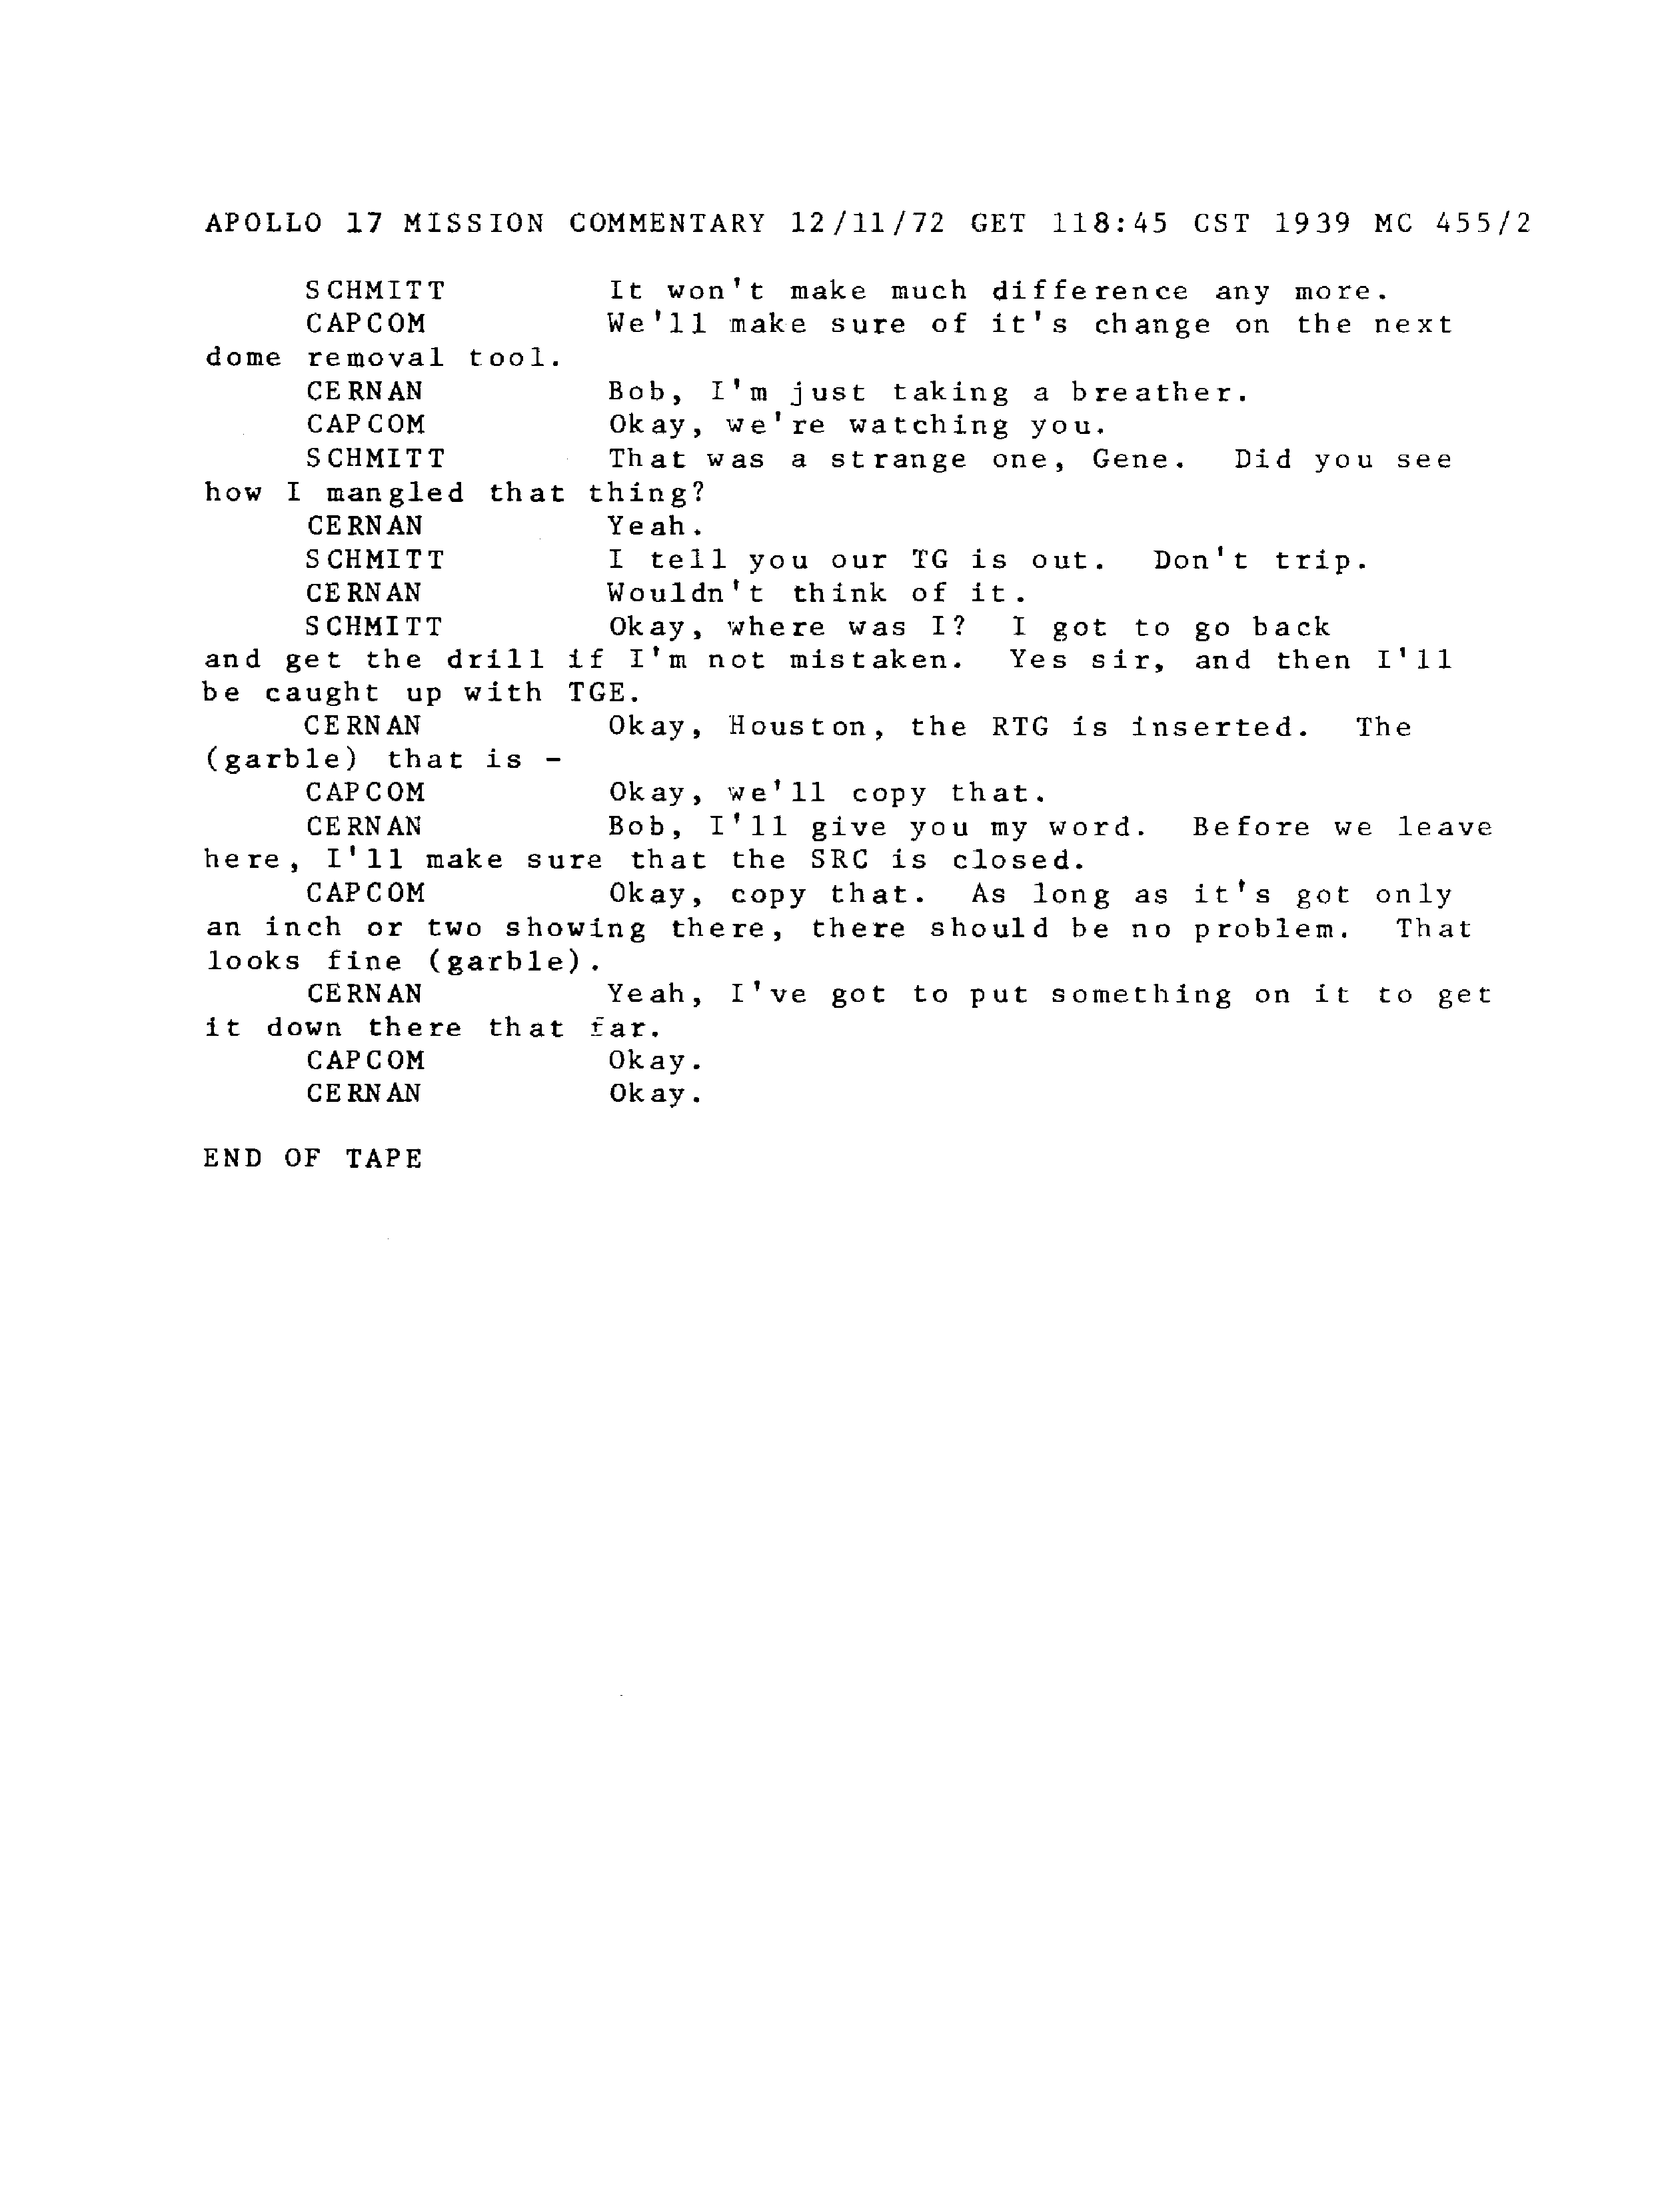 APOLLO 17 MISSION COMMENTARY 12/11/72 GET 118:45 CST 1939 MC 455/2
SCHMITT It won't make much difference any more.
CAPCOM We'll make sure of it's change on the next
dome removal tool.
CERNAN Bob, I'm just taking a breather.
CAPCOM Okay, we're watching you.
SCHMITT That was a strange one, Gene. Did you see
how I mangled that thing?
CERNAN Yeah.
SCHMITT I tell you our TG is out. Don't trip.
CERNAN Wouldn't think of it.
SCHMITT Okay, where was I? I got to go back
and get the drill if I'm not mistaken. Yes sir, and then I'll
be caught up with TGE.
CERNAN Okay, Houston, the RTG is inserted. The
(garble) that is -
CAPCOM Okay, we'll copy that.
CERNAN Bob, I'll give you my word. Before we leave
here, I'll make sure that the SRC is closed.
CAPCOM Okay, copy that. As long as it's got only
an inch or two showing there, there should be no problem. That
looks fine (garble).
CERNAN Yeah, I've got to put something on it to get
it down there that far.
CAPCOM Okay.
CERNAN Okay.
END OF TAPE